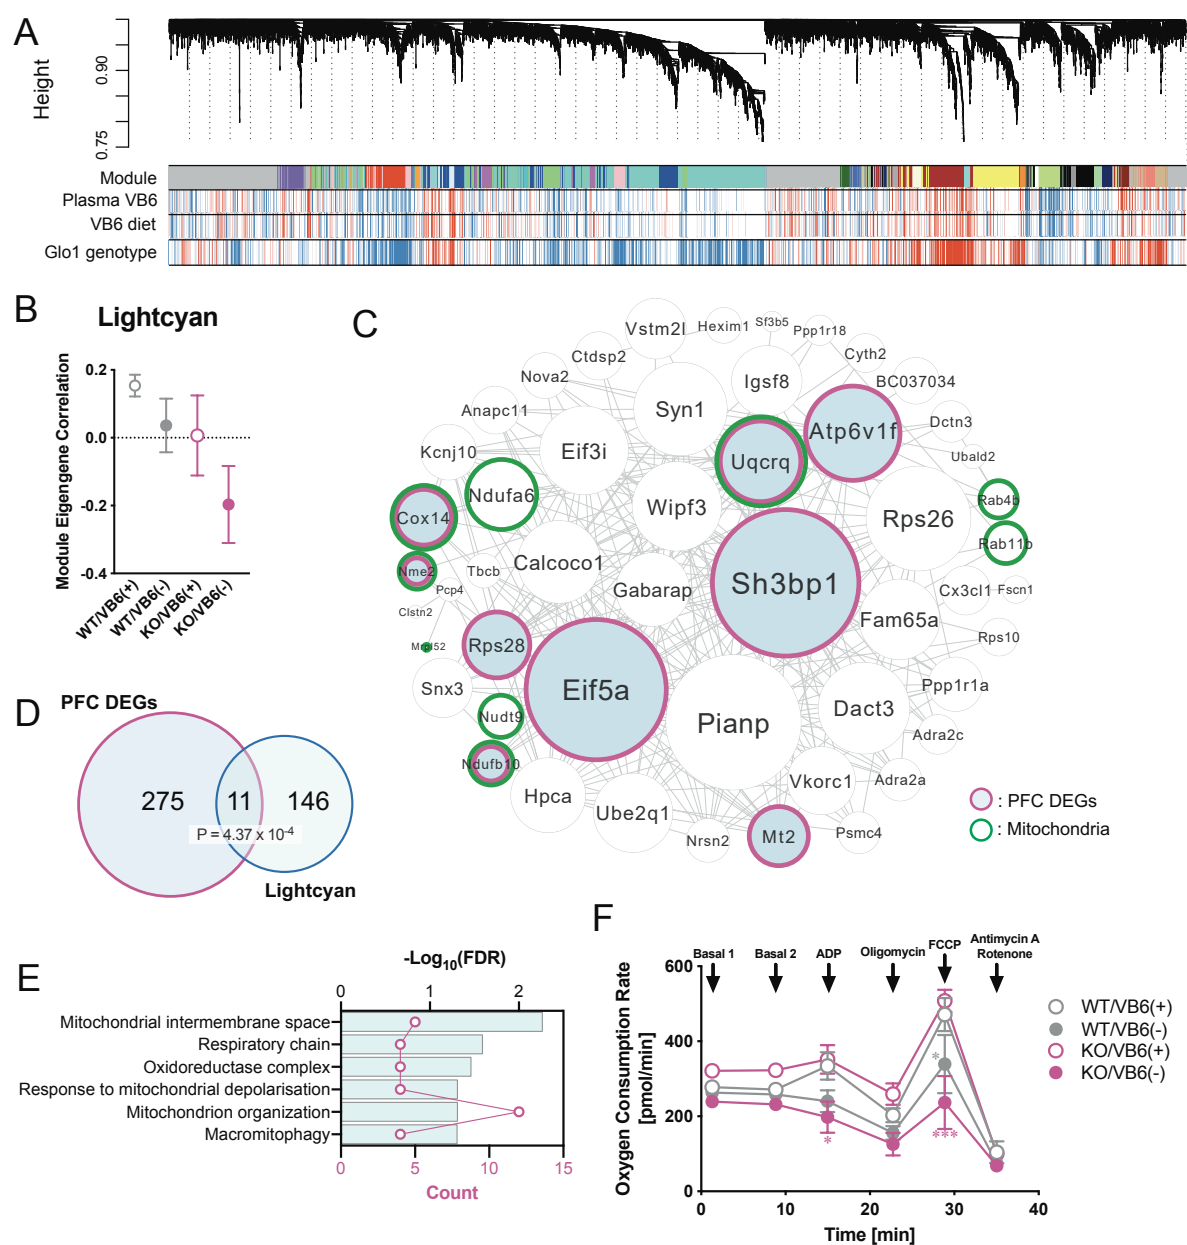 A
Height
0.90
0.75
Module
Plasma VB6
VB6 diet
Glo1 genotype
B
Lightcyan
Module Eigengene Correlation
0.2
0.0
-0.2
-0.4
WT/VB6(+)
WT/VB6(-)
KO/VB6(+)
KO/VB6(-)
C
Vstm2l
Hexim1
Sf3b5
Ppp1r18
Ctdsp2
Cyth2
Nova2
Igsf8
BC037034
Anapc11
Syn1
Atp6v1f
Dctn3
Kcnj10
Eif3i
Uqcrq
Ubald2
Ndufa6
Wipf3
Rab4b
Cox14
Rps26
Rab11b
Calcoco1
Nme2
Tbcb
Gabarap
Sh3bp1
Cx3cl1
Fscn1
Pcp4
Clstn2
Fam65a
Rps10
Mrpl52
Rps28
Snx3
Eif5a
Ppp1r1a
Nudt9
Pianp
Dact3
Adra2c
Ndufb10
Hpca
Vkorc1
Adra2a
Ube2q1
Nrsn2
Mt2
Psmc4
: PFC DEGs
: Mitochondria
D
PFC DEGs
275
11
146
P = 4.37 x 10-4
Lightcyan
E
-Log10(FDR)
0 1 2
Mitochondrial intermembrane space
Respiratory chain
Oxidoreductase complex
Response to mitochondrial depolarisation
Mitochondrion organization
Macromitophagy
0 5 10 15
Count
F
Basal 1
Basal 2
ADP
Oligomycin
FCCP
Antimycin A
Rotenone
Oxygen Consumption Rate
[pmol/min]
600
400
200
0
*
*
***
0 10 20 30 40
Time [min]
WT/VB6(+)
WT/VB6(-)
KO/VB6(+)
KO/VB6(-)